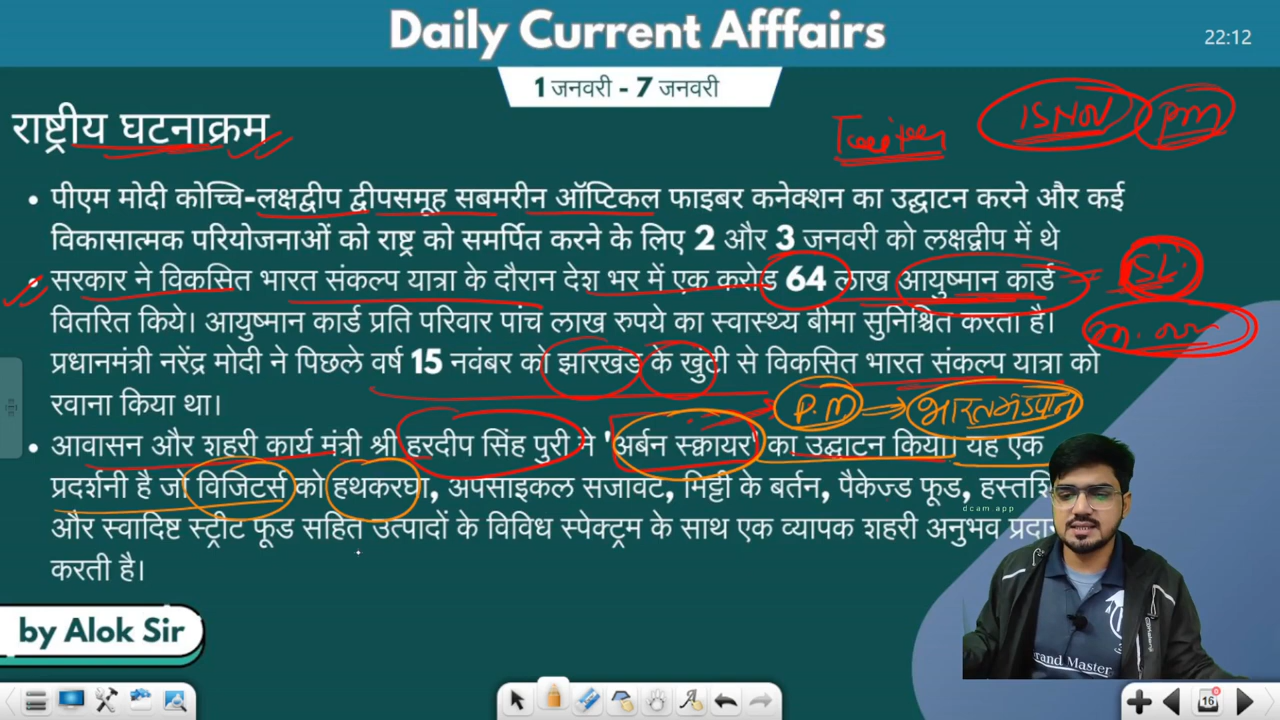 Daily Current Afffairs
22:12
1 जनवरी - 7 जनवरी
15 NOV
PM
राष्ट्रीय घटनाक्रम
• पीएम मोदी कोच्चि-लक्षद्वीप द्वीपसमूह सबमरीन ऑप्टिकल फाइबर कनेक्शन का उद्घाटन करने और कई
विकासात्मक परियोजनाओं को राष्ट्र को समर्पित करने के लिए 2 और 3 जनवरी को लक्षद्वीप में थे
• सरकार ने विकसित भारत संकल्प यात्रा के दौरान देश भर में एक करोड 64 लाख आयुष्मान कार्ड
5L.
वितरित किये। आयुष्मान कार्ड प्रति परिवार पांच लाख रुपये का स्वास्थ्य बीमा सुनिश्चित करता है।
प्रधानमंत्री नरेंद्र मोदी ने पिछले वर्ष 15 नवंबर को झारखंड के खुंटी से विकसित भारत संकल्प यात्रा को
रवाना किया था।
P.M
• आवासन और शहरी कार्य मंत्री श्री हरदीप सिंह पुरी ने 'अर्बन स्क्वायर' का उद्घाटन किया। यह एक
प्रदर्शनी है जो विजिटर्स को हथकरघा, अपसाइकल सजावट, मिट्टी के बर्तन, पैकेज्ड फूड,
dcam.app
और स्वादिष्ट स्ट्रीट फूड सहित उत्पादों के विविध स्पेक्ट्रम के साथ एक व्यापक शहरी अनुभव
करती है।
by Alok Sir
Grand Master
16